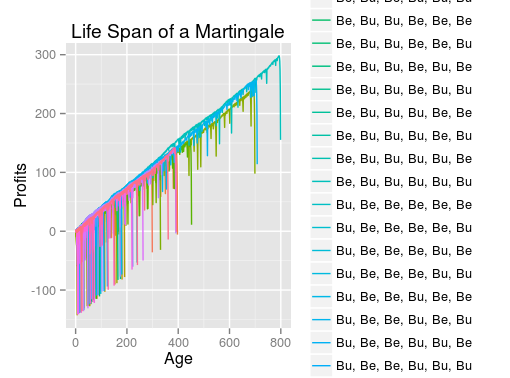 Life Span of a Martingale
300
200
100
0
-100
0
200
400
600
800
Profits
Age
Be, Bu, Bu, Be, Be, Be
Be, Bu, Bu, Be, Be, Bu
Be, Bu, Bu, Be, Bu, Be
Be, Bu, Bu, Be, Bu, Bu
Be, Bu, Bu, Bu, Be, Be
Be, Bu, Bu, Bu, Be, Bu
Be, Bu, Bu, Bu, Bu, Be
Be, Bu, Bu, Bu, Bu, Bu
Bu, Be, Be, Be, Be, Be
Bu, Be, Be, Be, Be, Bu
Bu, Be, Be, Be, Bu, Be
Bu, Be, Be, Be, Bu, Bu
Bu, Be, Be, Bu, Be, Be
Bu, Be, Be, Bu, Be, Bu
Bu, Be, Be, Bu, Bu, Be
Bu, Be, Be, Bu, Bu, Bu